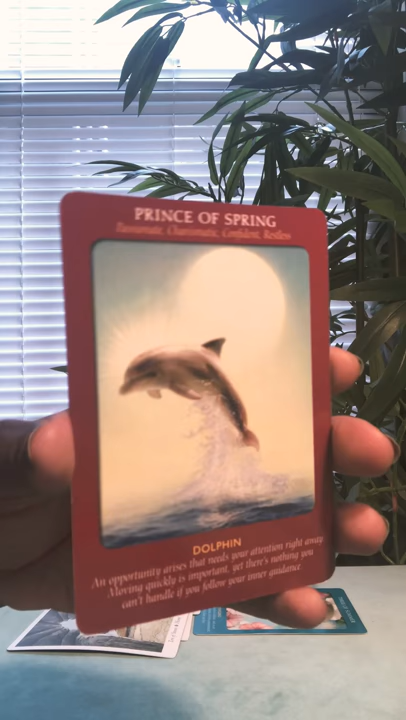 PRINCE OF SPRING
Passionate, Charismatic, Confident, Restless
DOLPHIN
An opportunity arises that needs your attention right away
Moving quickly is important, yet there's nothing you
can't handle if you follow your inner guidance